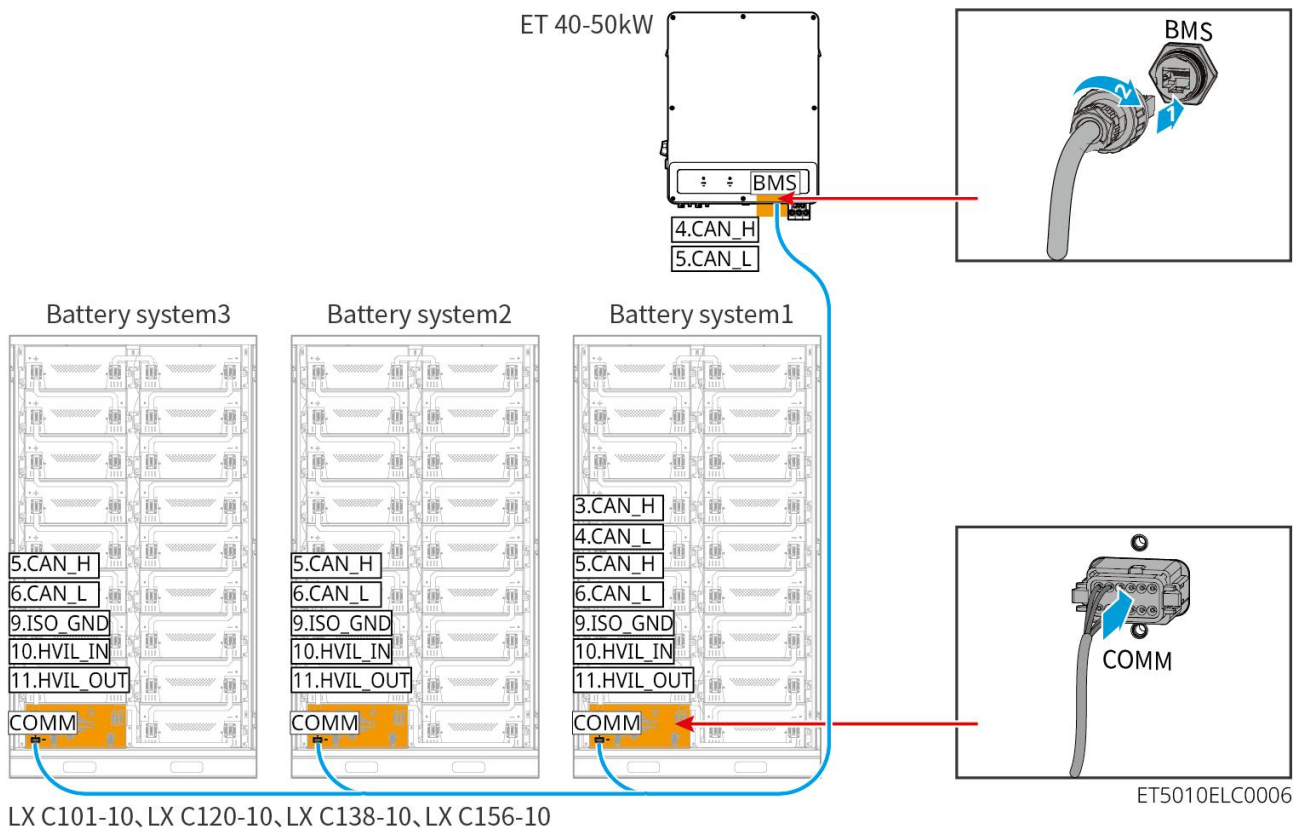 ET 40-50kW
BMS
4.CAN_H
5.CAN_L
BMS
2
1
Battery system3
Battery system2
Battery system1
5.CAN_H
6.CAN_L
9.ISO_GND
10.HVIL_IN
11.HVIL_OUT
COMM
5.CAN_H
6.CAN_L
9.ISO_GND
10.HVIL_IN
11.HVIL_OUT
COMM
3.CAN_H
4.CAN_L
5.CAN_H
6.CAN_L
9.ISO_GND
10.HVIL_IN
11.HVIL_OUT
COMM
COMM
ET5010ELC0006
LX C101-10、LX C120-10、LX C138-10、LX C156-10